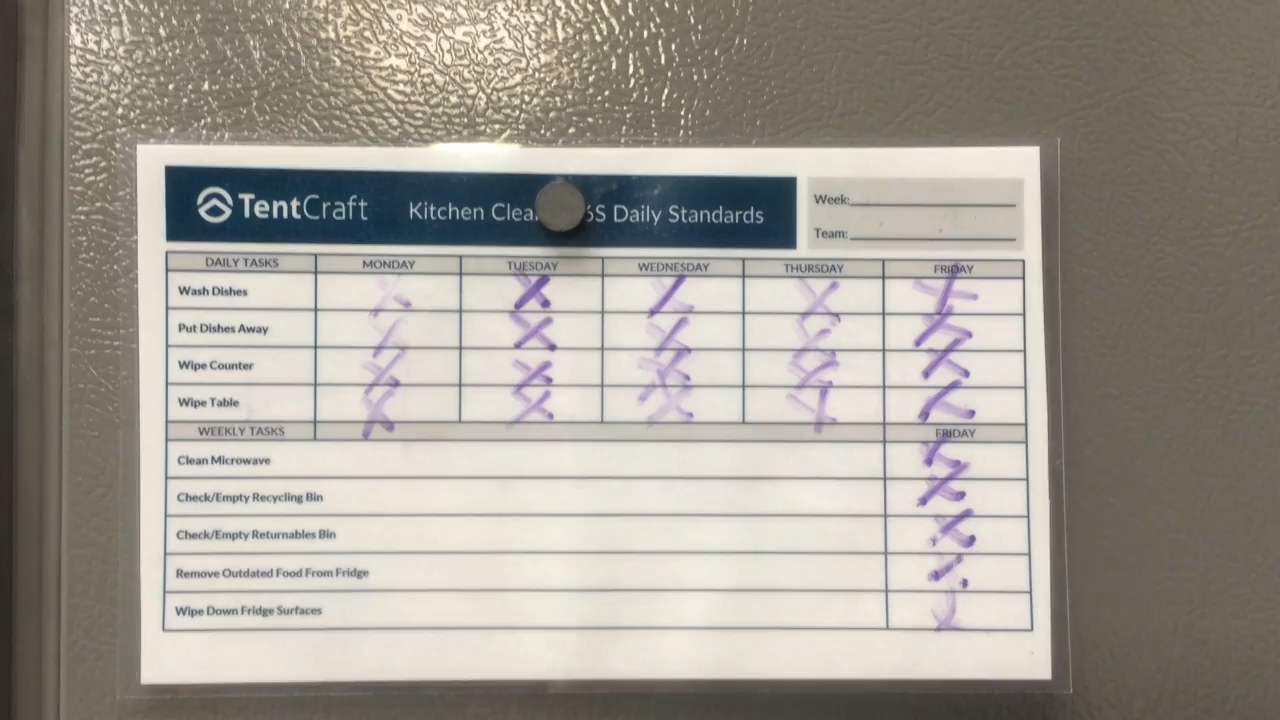 TentCraft Kitchen 6S Daily Standards
Week:
Team:
DAILY TASKS MONDAY TUESDAY WEDNESDAY THURSDAY FRIDAY
Wash Dishes X X X X X
Put Dishes Away X X X X X
Wipe Counter X X X X X
Wipe Table X X X X X
WEEKLY TASKS FRIDAY
Clean Microwave X
Check/Empty Recycling Bin X
Check/Empty Returnables Bin X
Remove Outdated Food From Fridge X
Wipe Down Fridge Surfaces X